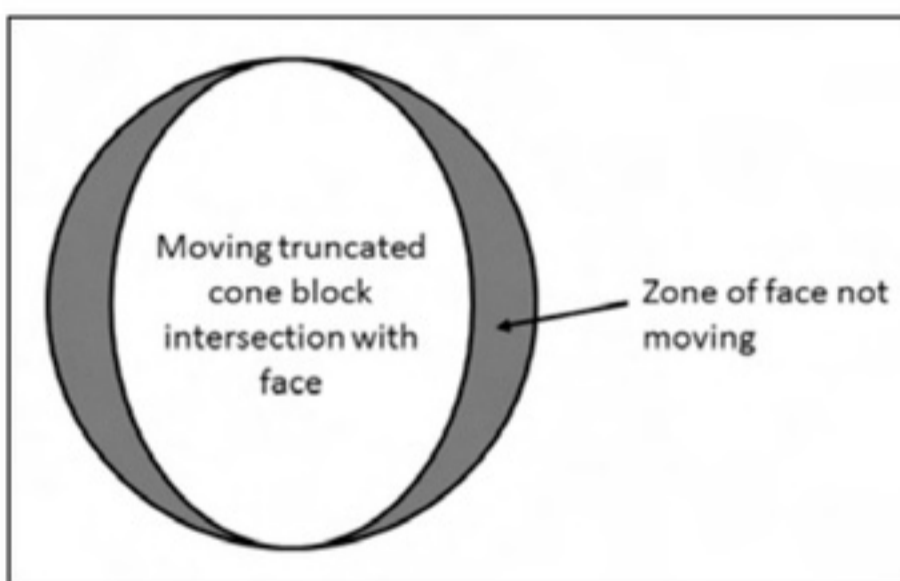 Moving truncated
cone block
intersection with
face
Zone of face not
moving